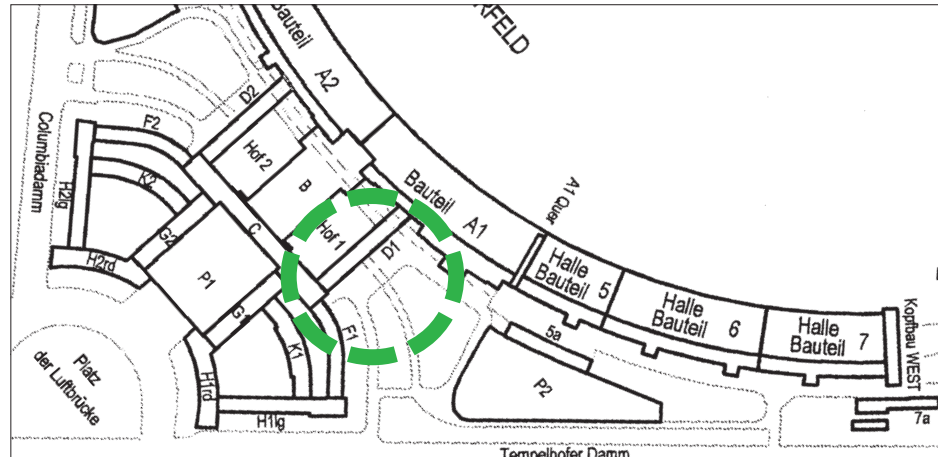 ERFELD
Bauteil
A2
D2
Hof 2
B
F2
K2
Columbiadamm
H2lg
C
Hof 1
D1
Bauteil
A1
A1 Quer
G2
H2rd
P1
G1
K1
F1
Halle
Bauteil 5
Halle
Bauteil 6
Halle
Bauteil 7
Kopfbau WEST
5a
P2
Platz
der Luftbrücke
H1rd
H1lg
7a
Tempelhofer Damm